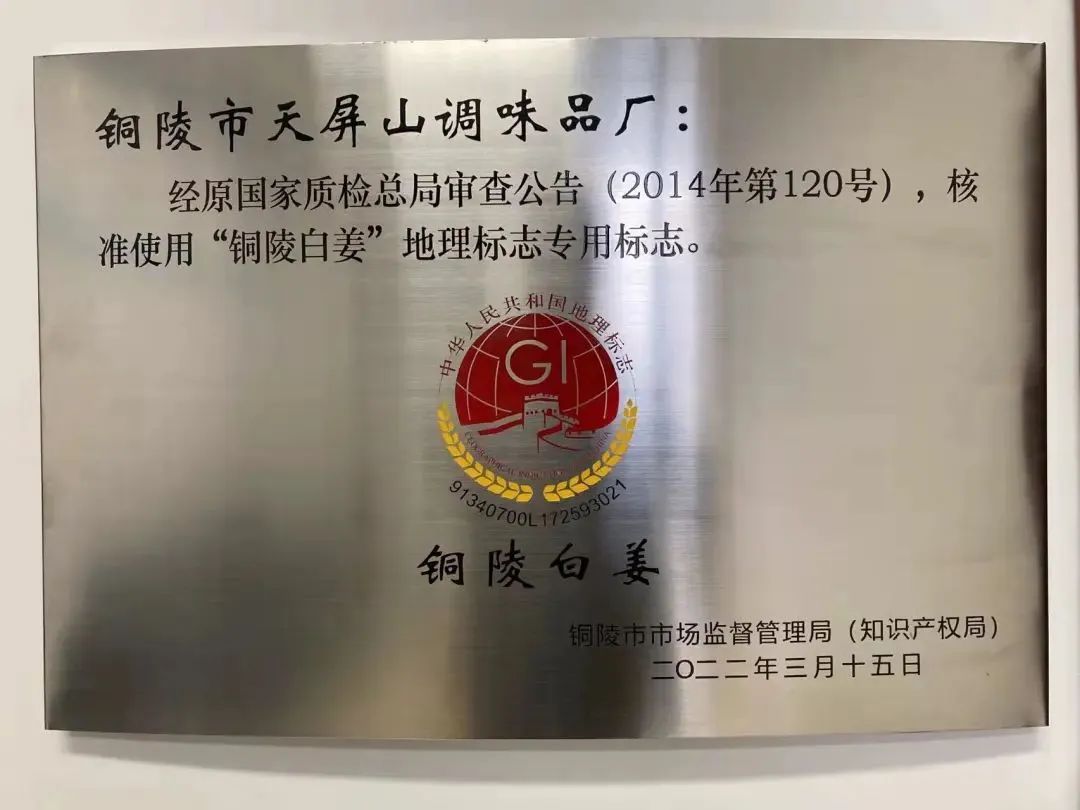 铜陵市天屏山调味品厂：
经原国家质检总局审查公告（2014年第120号），核
准使用“铜陵白姜”地理标志专用标志。
中华人民共和国地理标志
GI
GEOGRAPHICAL INDICATION
91340700L172593021
铜陵白姜
铜陵市市场监督管理局（知识产权局）
二〇二二年三月十五日